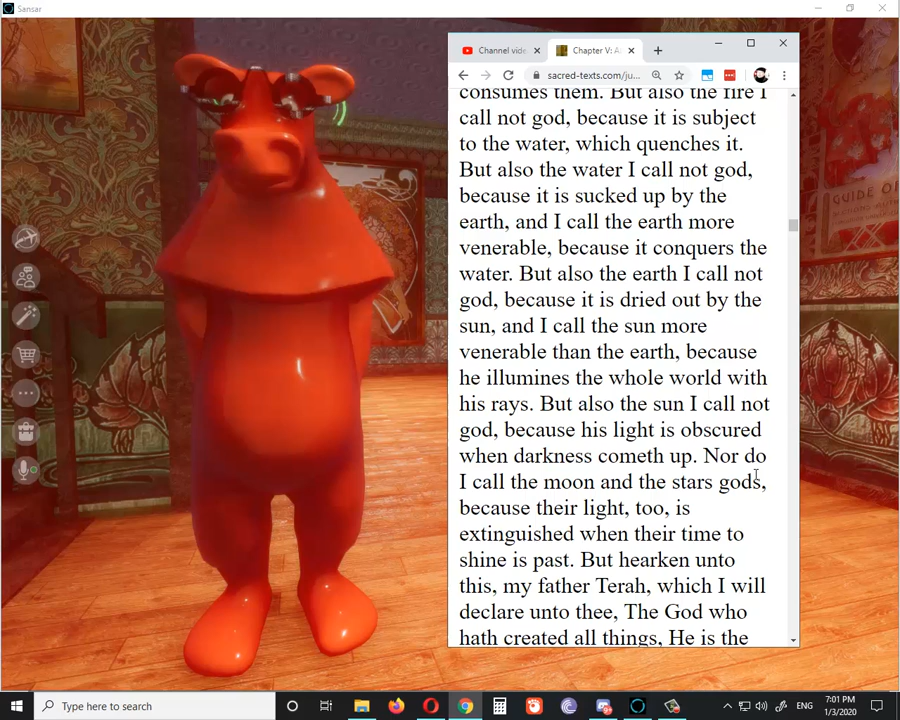 Sansar
Channel vide
Chapter V: A
sacred-texts.com/ju...
consumes them. But also the fire I
call not god, because it is subject
to the water, which quenches it.
But also the water I call not god,
because it is sucked up by the
earth, and I call the earth more
venerable, because it conquers the
water. But also the earth I call not
god, because it is dried out by the
sun, and I call the sun more
venerable than the earth, because
he illumines the whole world with
his rays. But also the sun I call not
god, because his light is obscured
when darkness cometh up. Nor do
I call the moon and the stars gods,
because their light, too, is
extinguished when their time to
shine is past. But hearken unto
this, my father Terah, which I will
declare unto thee, The God who
hath created all things, He is the
GUIDE OF
Type here to search
ENG
7:01 PM
1/3/2020